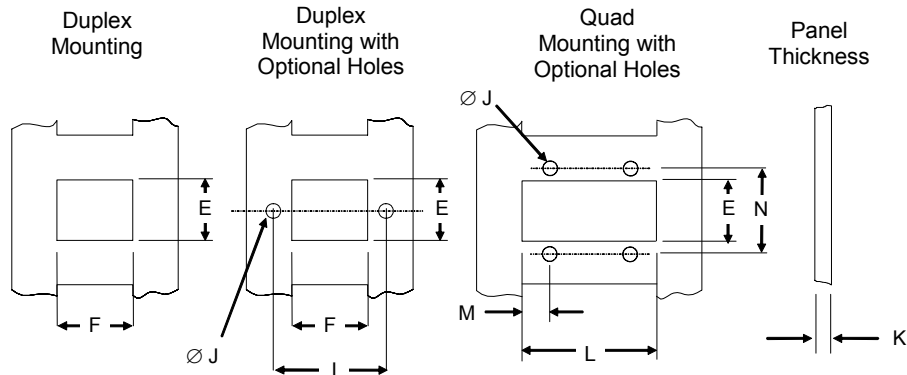 Duplex
Mounting
Duplex
Mounting with
Optional Holes
Quad
Mounting with
Optional Holes
Panel
Thickness
∅ J
E
E
E
N
M
F
F
L
K
∅ J